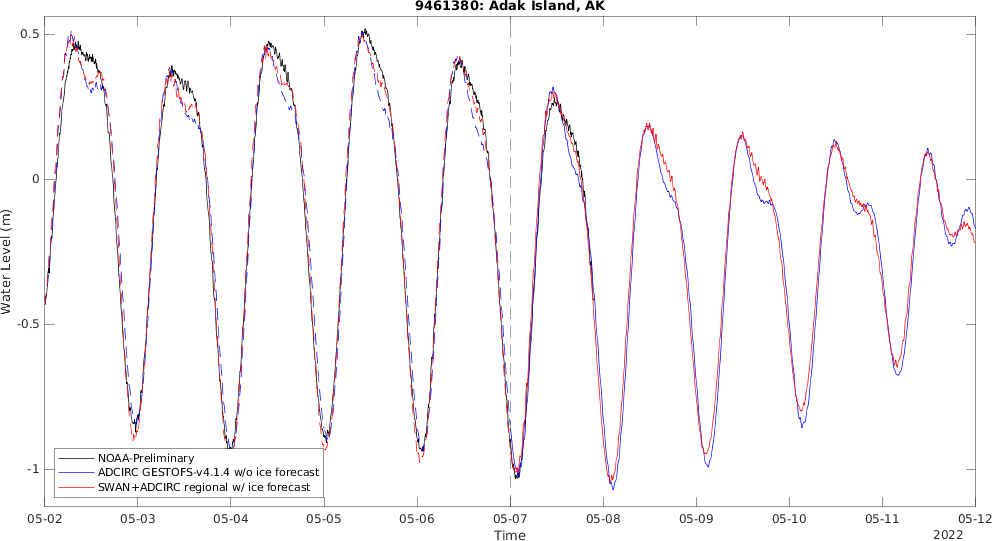 9461380: Adak Island, AK
Water Level (m)
0.5
0
-0.5
-1
NOAA-Preliminary
ADCIRC GESTOFS-v4.1.4 w/o ice forecast
SWAN+ADCIRC regional w/ ice forecast
05-02 05-03 05-04 05-05 05-06 05-07 05-08 05-09 05-10 05-11 05-12
Time
2022